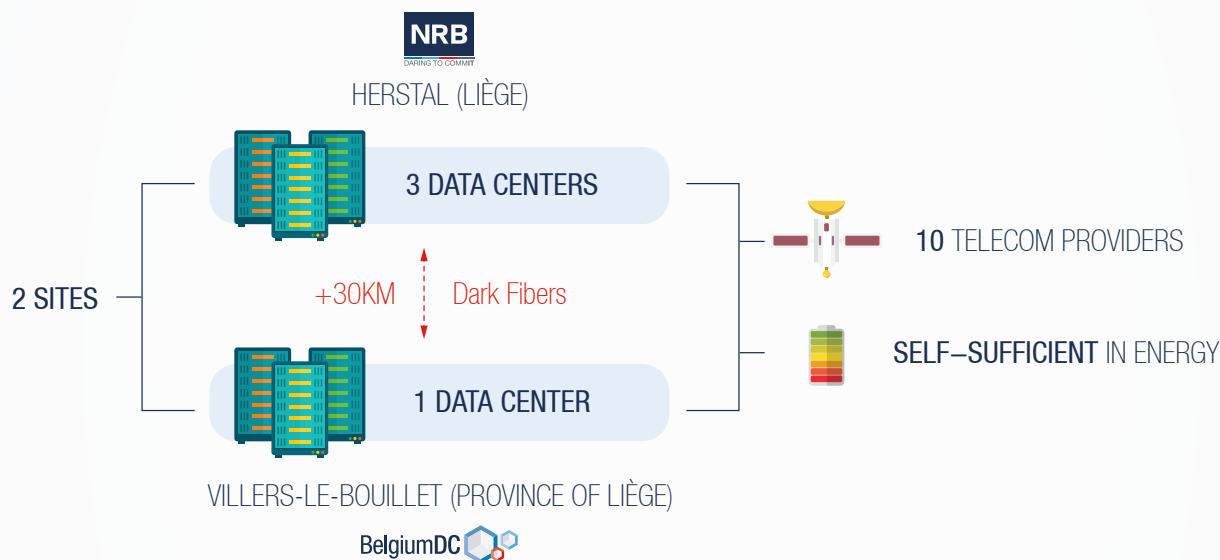 NRB
DARING TO COMMIT
HERSTAL (LIÈGE)
3 DATA CENTERS
2 SITES
+30KM
Dark Fibers
10 TELECOM PROVIDERS
SELF–SUFFICIENT IN ENERGY
1 DATA CENTER
VILLERS-LE-BOUILLET (PROVINCE OF LIÈGE)
BelgiumDC